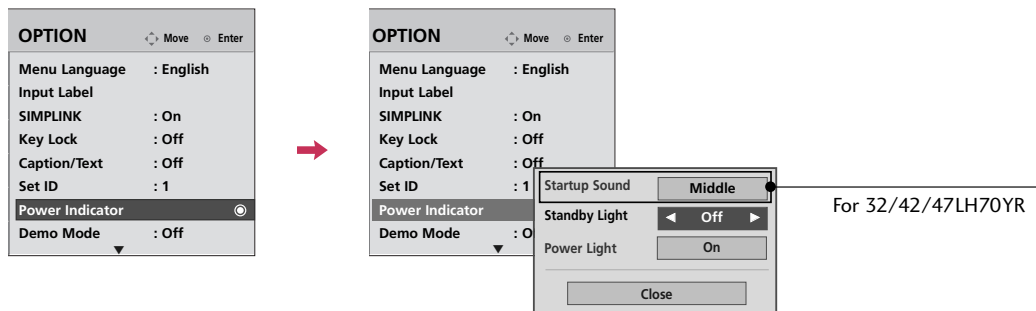 OPTION Move Enter
Menu Language : English
Input Label
SIMPLINK : On
Key Lock : Off
Caption/Text : Off
Set ID : 1
Power Indicator
Demo Mode : Off
OPTION Move Enter
Menu Language : English
Input Label
SIMPLINK : On
Key Lock : Off
Caption/Text : Off
Set ID : 1
Power Indicator
Demo Mode : O
Startup Sound Middle
Standby Light Off
Power Light On
Close
For 32/42/47LH70YR